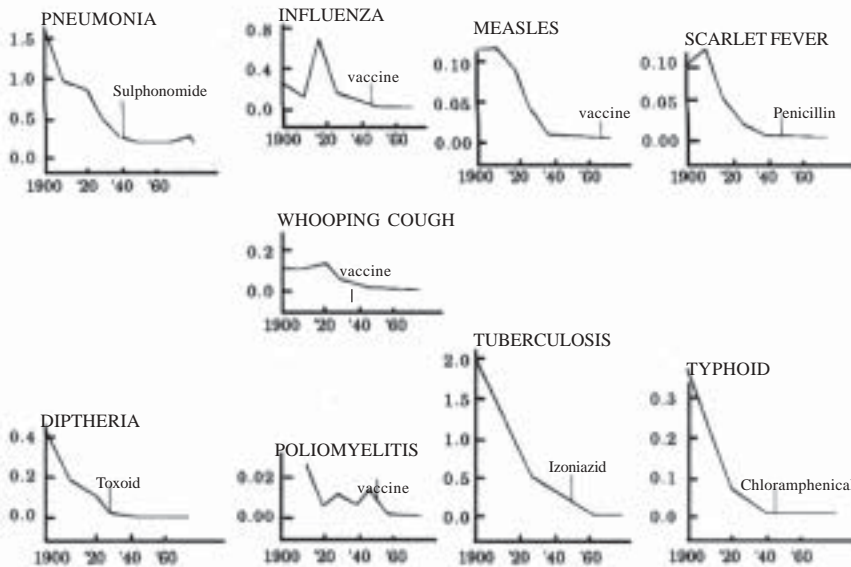 PNEUMONIA
1.5
1.0
0.5
0.0
Sulphonomide
1900 '20 '40 '60
INFLUENZA
0.8
0.4
0.0
vaccine
1900 '20 '40 '60
MEASLES
0.10
0.05
0.00
vaccine
1900 '20 '40 '60
SCARLET FEVER
0.10
0.05
0.00
Penicillin
1900 '20 '40 '60
WHOOPING COUGH
0.2
0.0
vaccine
1900 '20 '40 '60
DIPTHERIA
0.4
0.2
0.0
Toxoid
1900 '20 '40 '60
POLIOMYELITIS
0.02
0.00
vaccine
1900 '20 '40 '60
TUBERCULOSIS
2.0
1.5
1.0
0.5
0.0
Izoniazid
1900 '20 '40 '60
TYPHOID
0.3
0.2
0.1
0.0
Chloramphenical
1900 '20 '40 '60